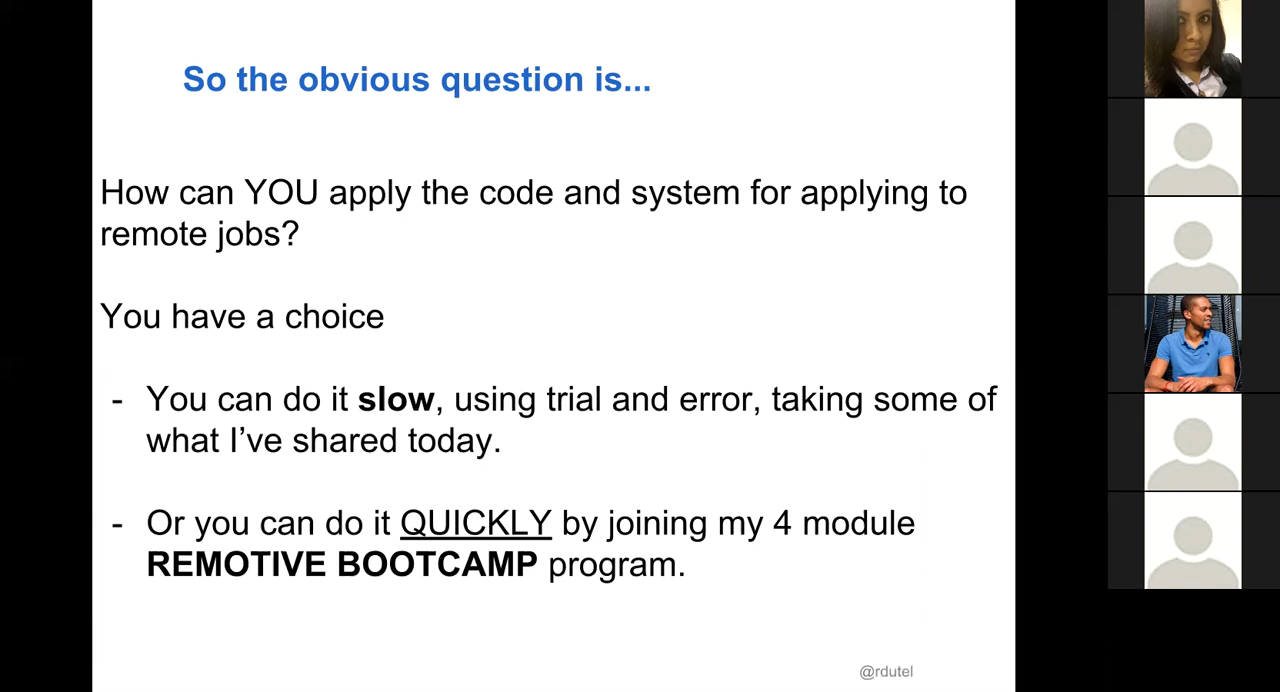 So the obvious question is...
How can YOU apply the code and system for applying to
remote jobs?
You have a choice
- You can do it slow, using trial and error, taking some of
what I’ve shared today.
- Or you can do it QUICKLY by joining my 4 module
REMOTIVE BOOTCAMP program.
@rdutel